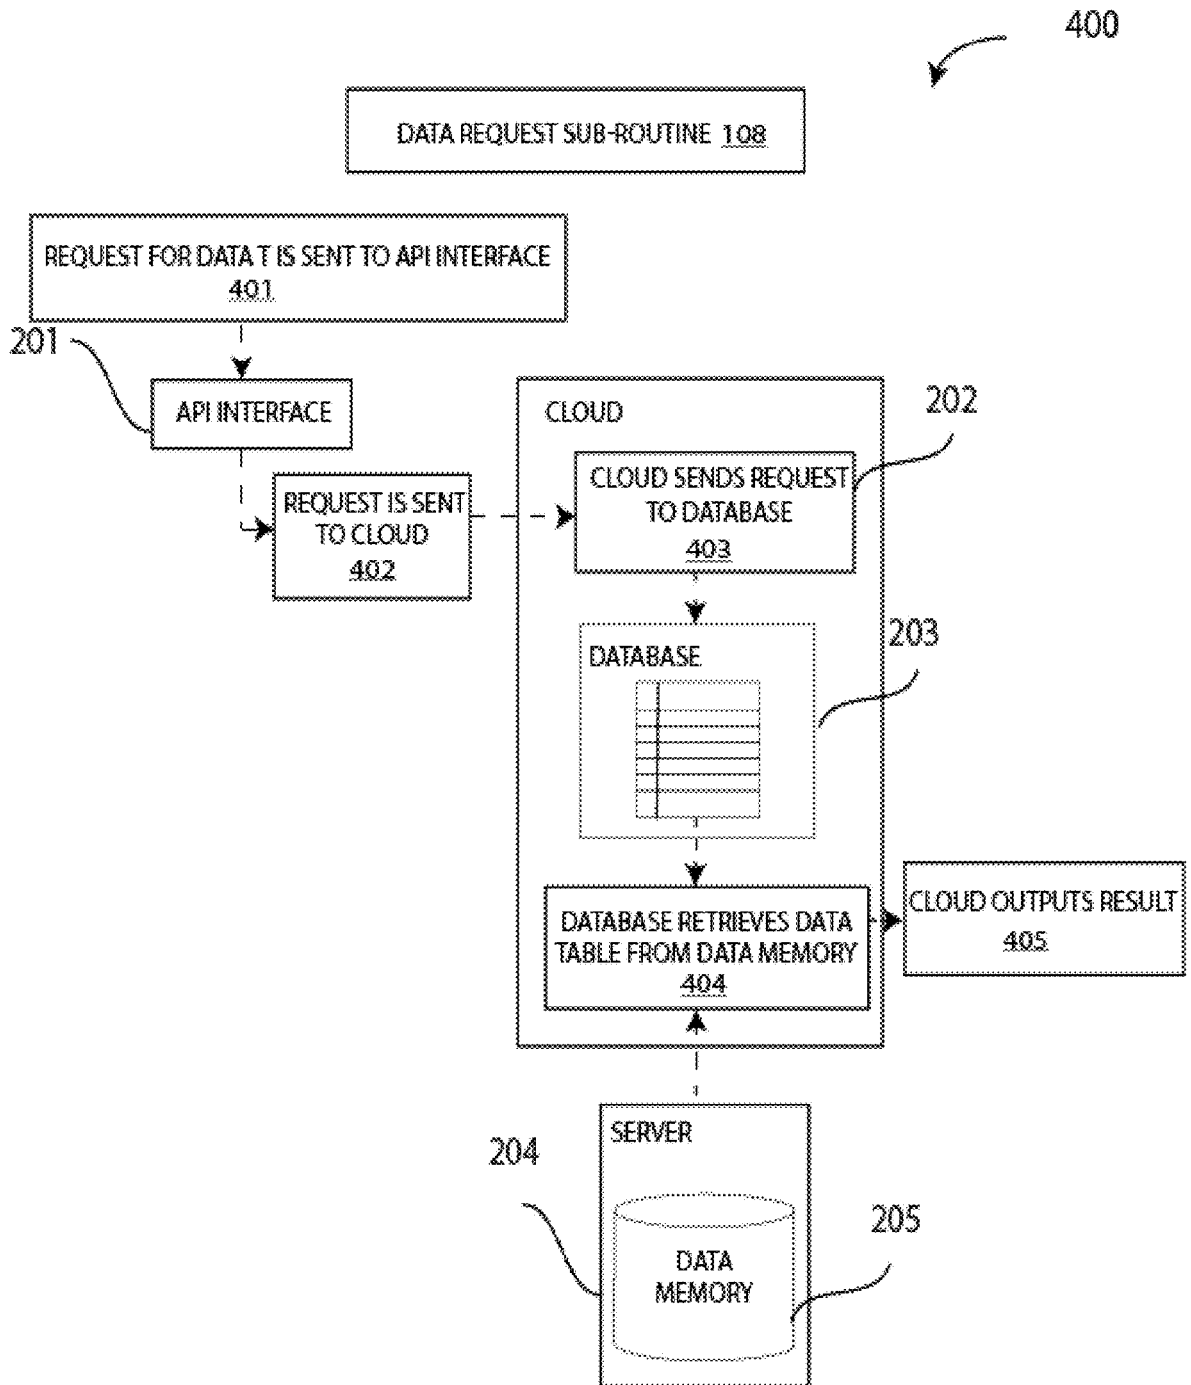 400
DATA REQUEST SUB-ROUTINE 108
REQUEST FOR DATA T IS SENT TO API INTERFACE
401
201
API INTERFACE
CLOUD
202
REQUEST IS SENT
TO CLOUD
402
CLOUD SENDS REQUEST
TO DATABASE
403
203
DATABASE
DATABASE RETRIEVES DATA
TABLE FROM DATA MEMORY
404
CLOUD OUTPUTS RESULT
405
SERVER
204
205
DATA
MEMORY